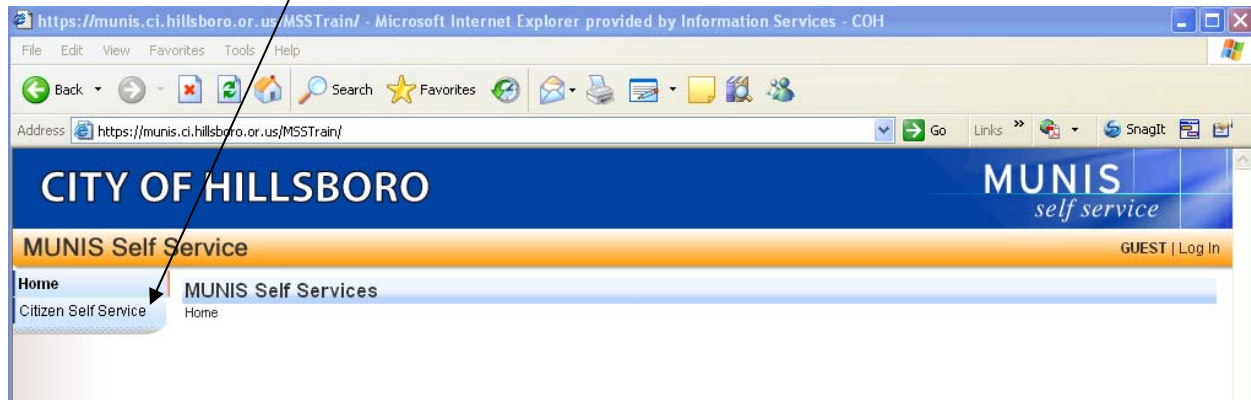 https://munis.ci.hillsboro.or.us/MSSTrain/ - Microsoft Internet Explorer provided by Information Services - COH
File Edit View Favorites Tools Help
Back Search Favorites
Address https://munis.ci.hillsboro.or.us/MSSTrain/ Go Links » SnagIt
CITY OF HILLSBORO MUNIS
self service
MUNIS Self Service GUEST | Log In
Home MUNIS Self Services
Citizen Self Service Home